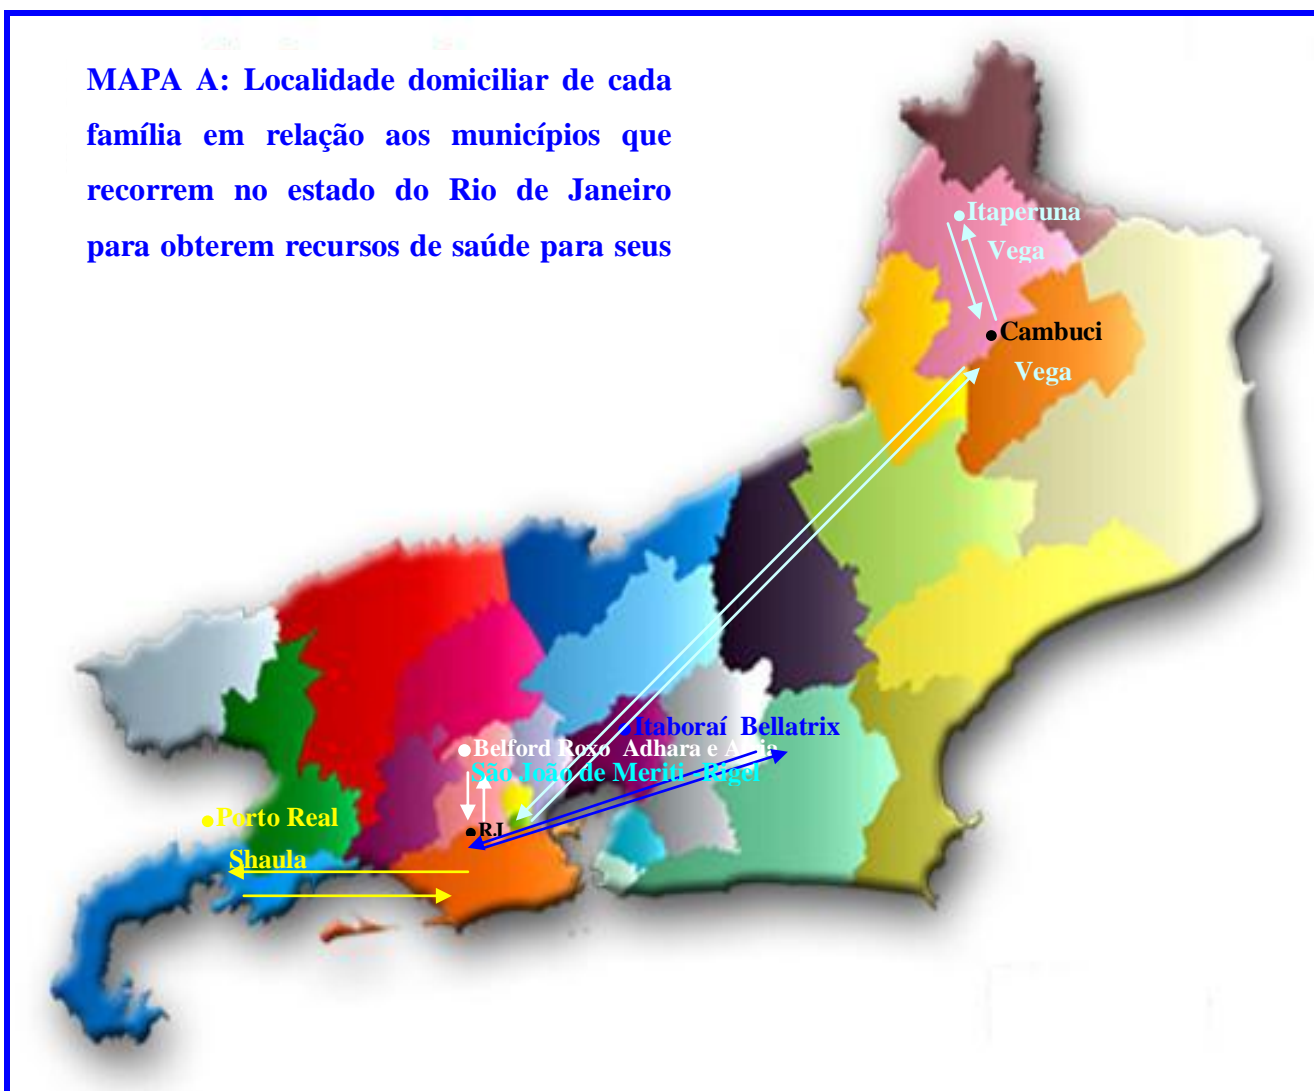 MAPA A: Localidade domiciliar de cada
família em relação aos municípios que
recorrem no estado do Rio de Janeiro
para obterem recursos de saúde para seus
Itaperuna
Vega
Cambuci
Vega
Itaboraí Bellatrix
Belford Roxo Adhara e
São João de Meriti -Rigel
Porto Real
R.J
Shaula